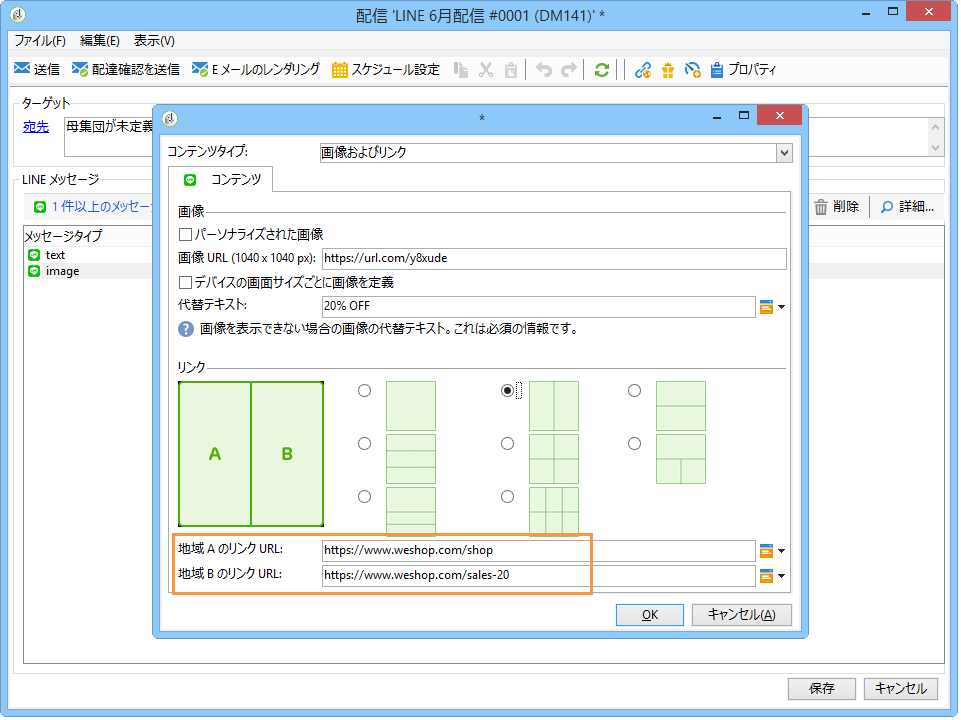 配信 'LINE 6月配信 #0001 (DM141)' *
ファイル(F) 編集(E) 表示(V)
送信 配達確認を送信 E メールのレンダリング スケジュール設定 プロパティ
ターゲット
宛先 母集団が未定義
LINE メッセージ
1 件以上のメッセー 削除 詳細...
メッセージタイプ
text
image
*
コンテンツタイプ: 画像およびリンク
コンテンツ
画像
パーソナライズされた画像
画像 URL (1040 x 1040 px): https://url.com/y8xude
デバイスの画面サイズごとに画像を定義
代替テキスト: 20% OFF
? 画像を表示できない場合の画像の代替テキスト。これは必須の情報です。
リンク
A B
地域 A のリンク URL: https://www.weshop.com/shop
地域 B のリンク URL: https://www.weshop.com/sales-20
OK キャンセル(A)
保存 キャンセル